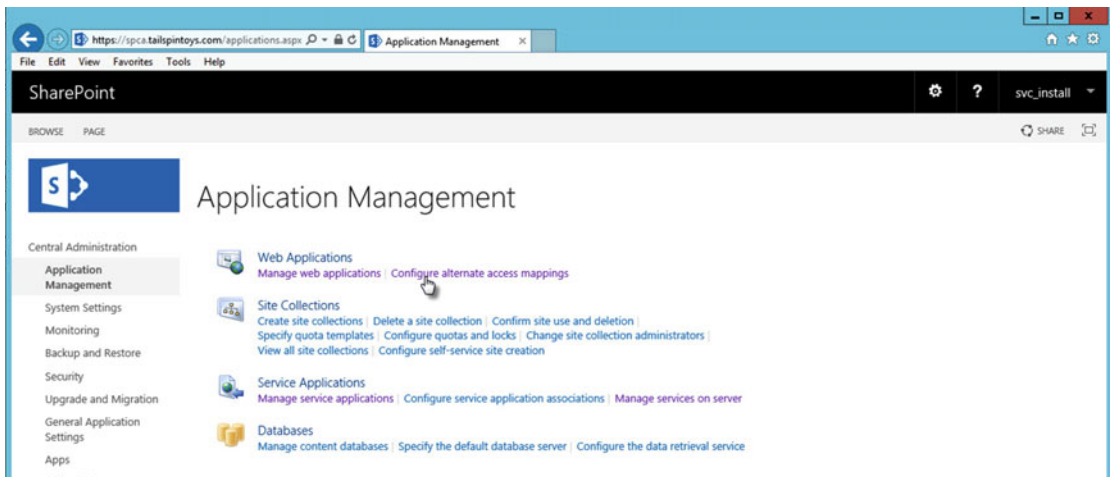 https://spca.tailspintoys.com/applications.aspx
Application Management
File Edit View Favorites Tools Help
SharePoint
svc_install
BROWSE PAGE
SHARE
S
Application Management
Central Administration
Application
Management
System Settings
Monitoring
Backup and Restore
Security
Upgrade and Migration
General Application
Settings
Apps
Web Applications
Manage web applications | Configure alternate access mappings
Site Collections
Create site collections | Delete a site collection | Confirm site use and deletion |
Specify quota templates | Configure quotas and locks | Change site collection administrators |
View all site collections | Configure self-service site creation
Service Applications
Manage service applications | Configure service application associations | Manage services on server
Databases
Manage content databases | Specify the default database server | Configure the data retrieval service